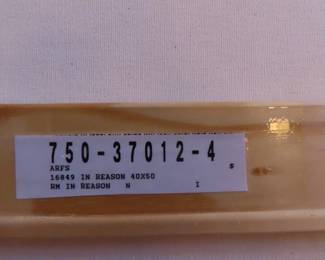 750-37012-4
ARFS S
16849 IN REASON 40X50
RM IN REASON N I